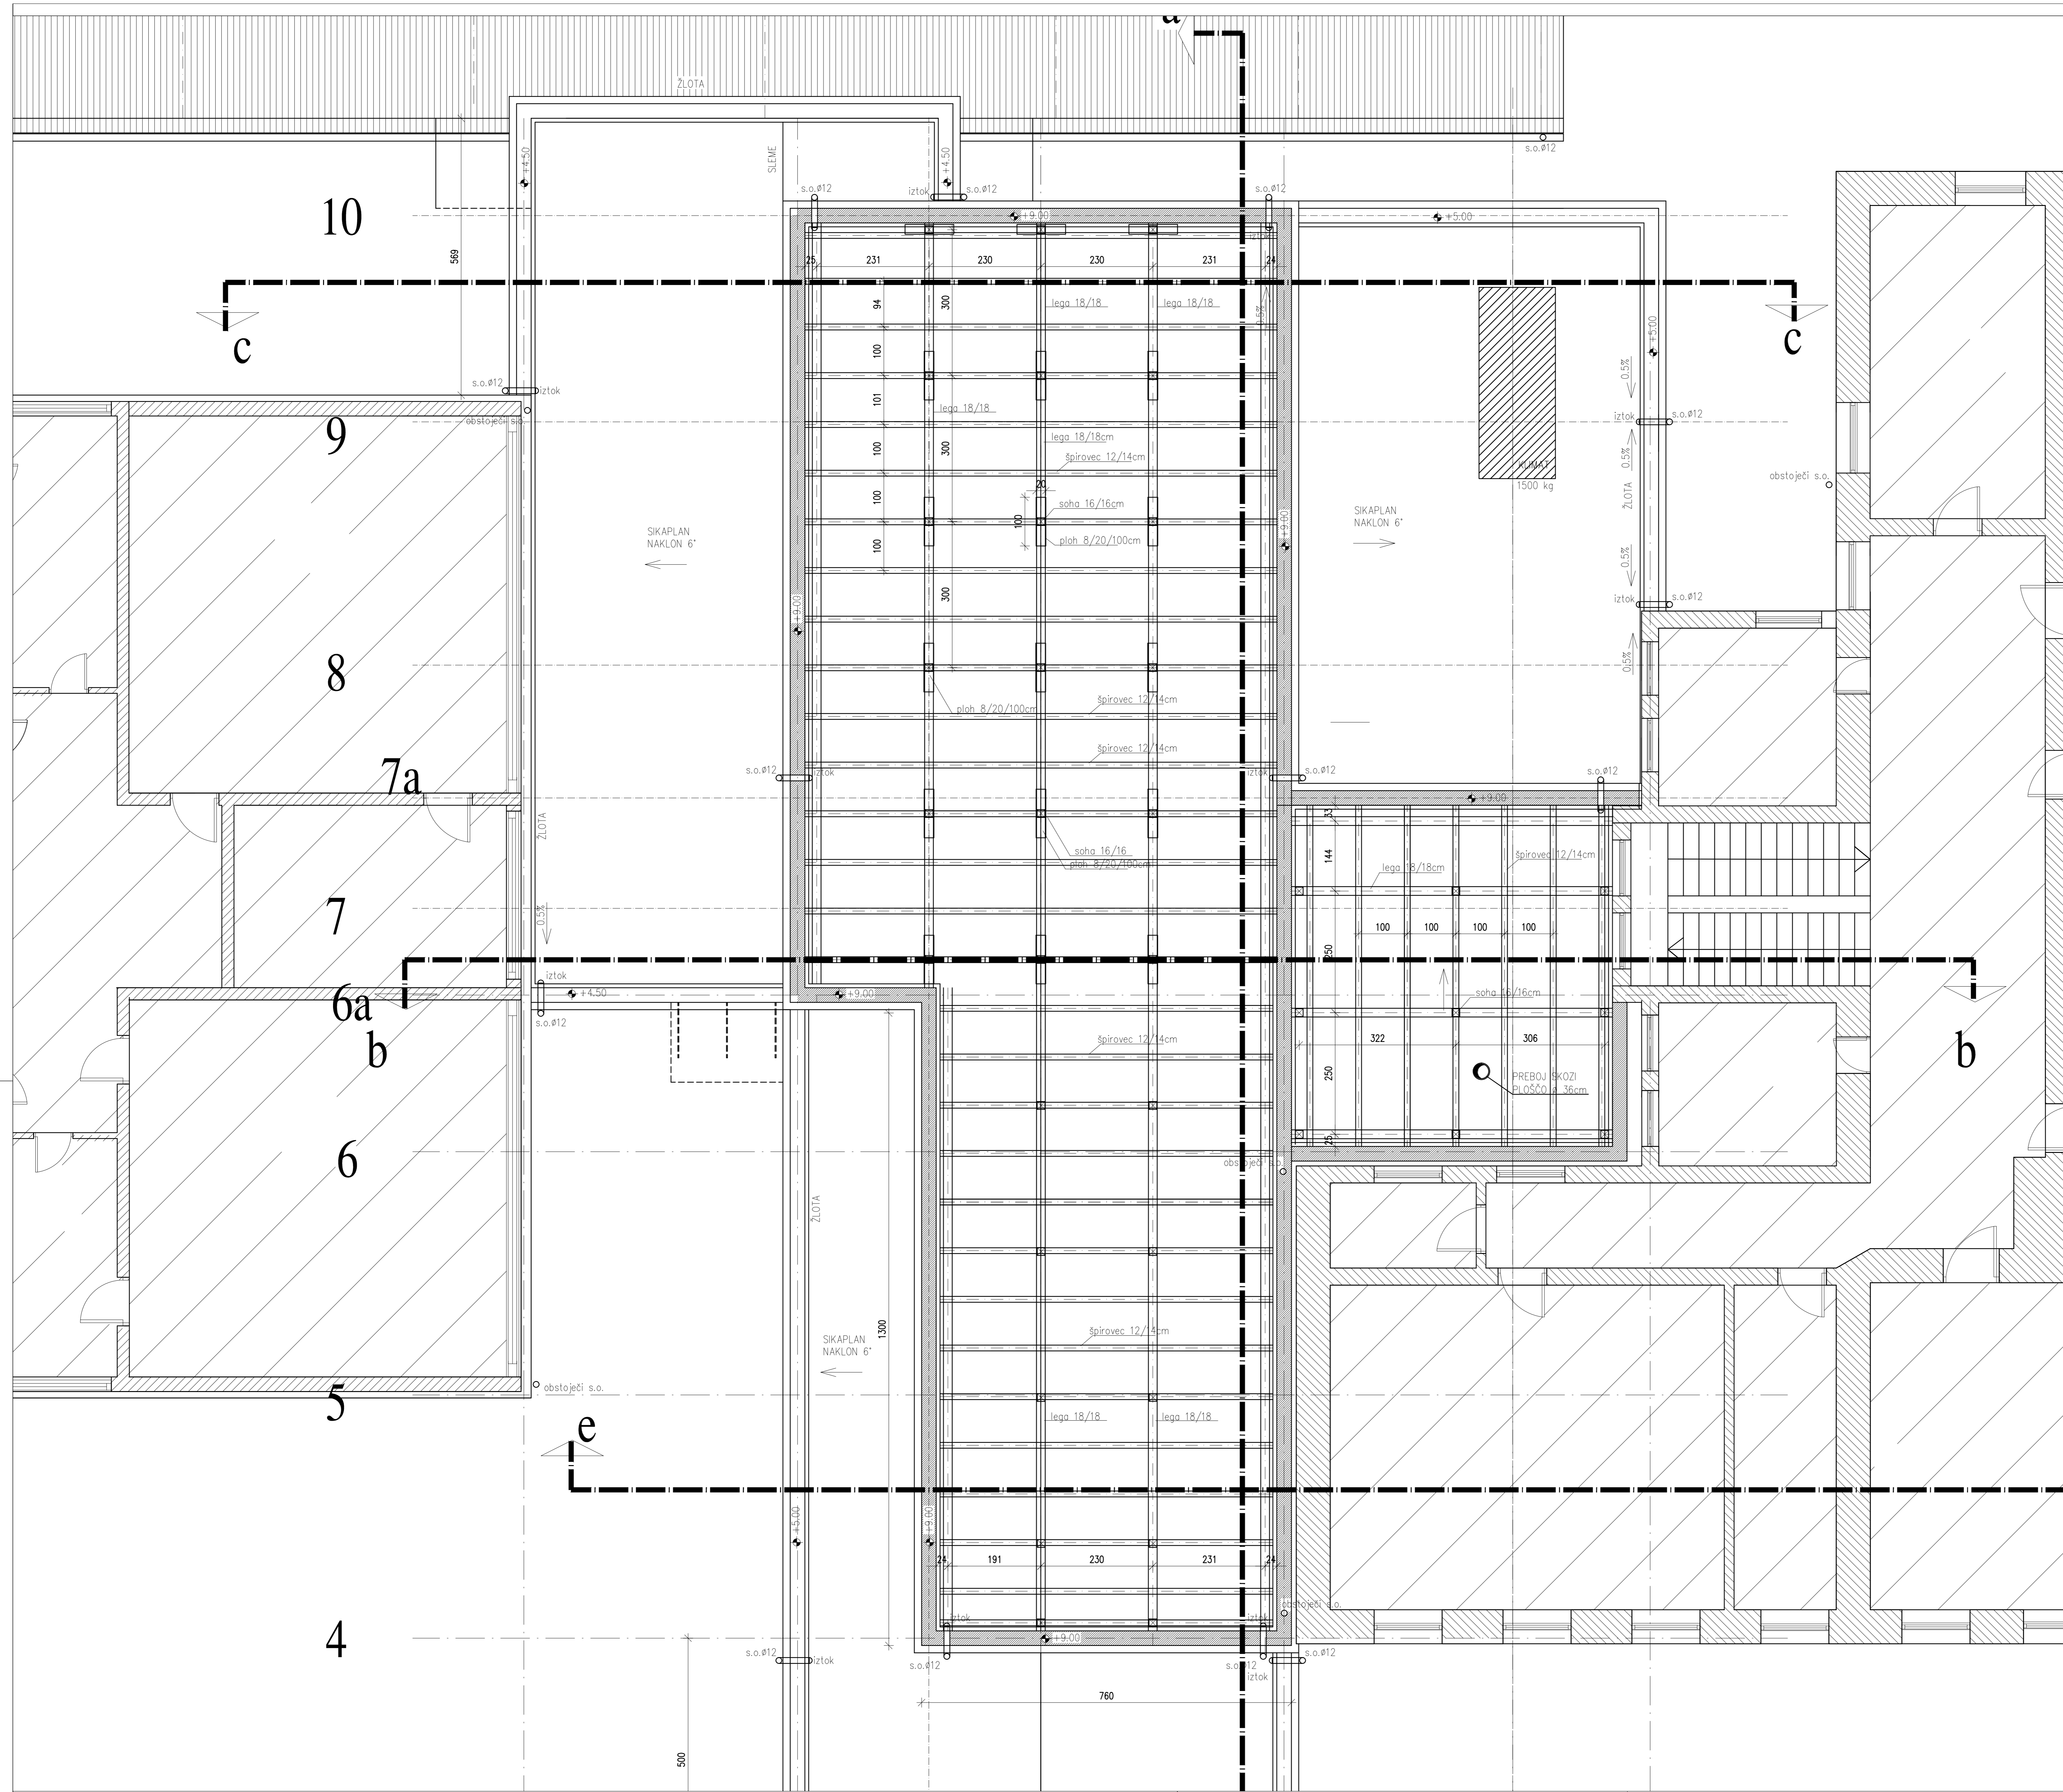 a
ŽLOTA
+4.50
SLEME
+4.50
s.o.ø12
s.o.ø12
iztok
s.o.ø12
s.o.ø12
10
+9.00
+5.00
iztok
569
25
231
230
230
231
24
94
300
lega 18/18
lega 18/18
0.5%
c
c
+5.00
100
0.5%
s.o.ø12
iztok
101
lega 18/18
iztok
s.o.ø12
9
obstoječi s.o.
lega 18/18cm
100
300
špirovec 12/14cm
0.5%
KLIMAT
1500 kg
obstoječi s.o.
20
100
soha 16/16cm
ŽLOTA
SIKAPLAN
NAKLON 6°
100
ploh 8/20/100cm
+9.00
SIKAPLAN
NAKLON 6°
100
0.5%
300
+9.00
iztok
s.o.ø12
8
0.5%
špirovec 12/14cm
ploh 8/20/100cm
špirovec 12/14cm
7a
s.o.ø12
iztok
iztok
s.o.ø12
s.o.ø12
+9.00
33
ŽLOTA
soha 16/16
ploh 8/20/100cm
144
špirovec 12/14cm
lega 18/18cm
7
0.5%
100
100
100
100
250
iztok
6a
+4.50
+9.00
soha 16/16cm
s.o.ø12
b
špirovec 12/14cm
322
306
b
250
PREBOJ SKOZI
PLOŠČO ø 36cm
25
6
obstoječi s.o.
ŽLOTA
1300
SIKAPLAN
NAKLON 6°
špirovec 12/14cm
5
obstoječi s.o.
e
lega 18/18
lega 18/18
+5.00
+9.00
24
191
230
231
24
obstoječi s.o.
iztok
iztok
4
+9.00
s.o.ø12
iztok
s.o.ø12
s.o.ø12
iztok
s.o.ø12
760
500